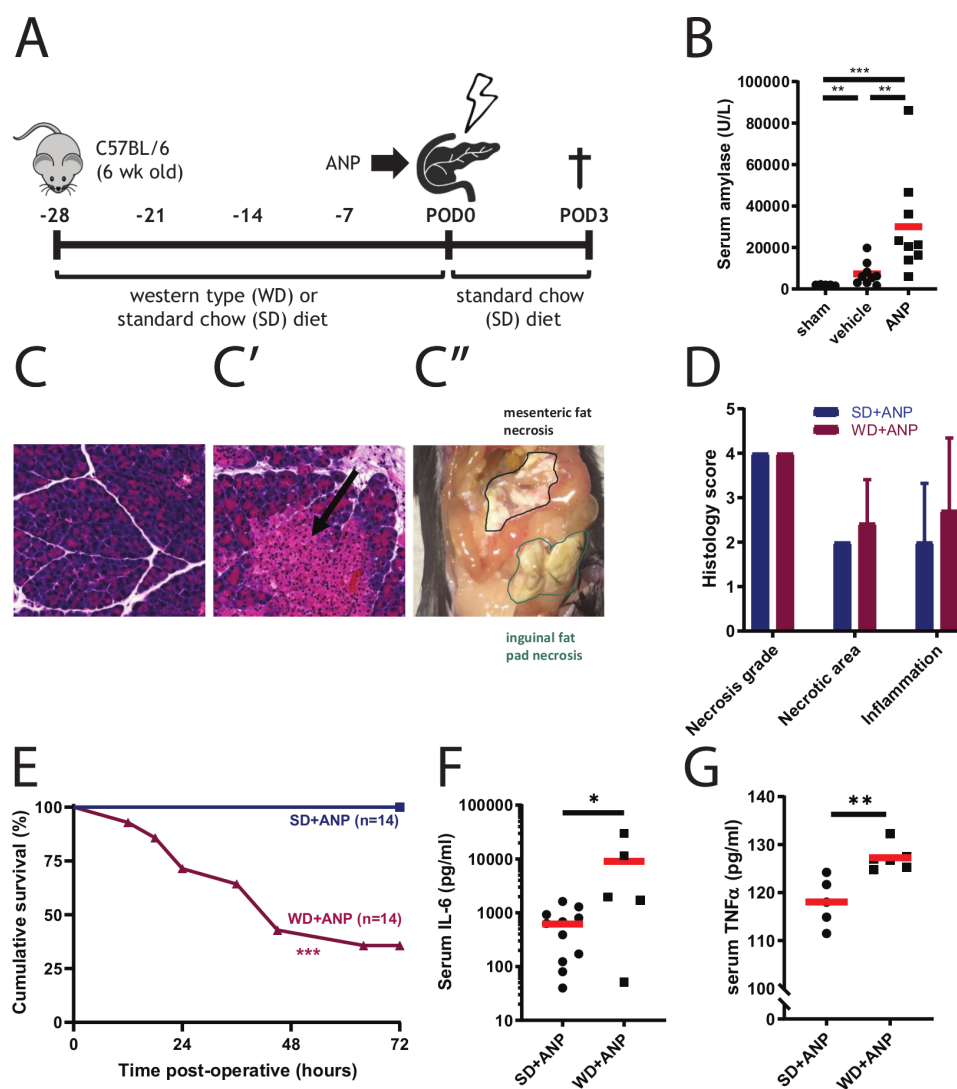 A
C57BL/6
(6 wk old)
ANP
-28
-21
-14
-7
POD0
POD3
western type (WD) or
standard chow (SD) diet
standard chow
(SD) diet
B
Serum amylase (U/L)
100000
80000
60000
40000
20000
0
***
**
**
sham
vehicle
ANP
C
C'
C"
mesenteric fat
necrosis
inguinal fat
pad necrosis
D
Histology score
5
4
3
2
1
0
SD+ANP
WD+ANP
Necrosis grade
Necrotic area
Inflammation
E
Cumulative survival (%)
100
75
50
25
0
SD+ANP (n=14)
WD+ANP (n=14)
***
0
24
48
72
Time post-operative (hours)
F
Serum IL-6 (pg/ml)
100000
10000
1000
100
10
*
SD+ANP
WD+ANP
G
serum TNFα (pg/ml)
140
130
120
110
100
0
**
SD+ANP
WD+ANP